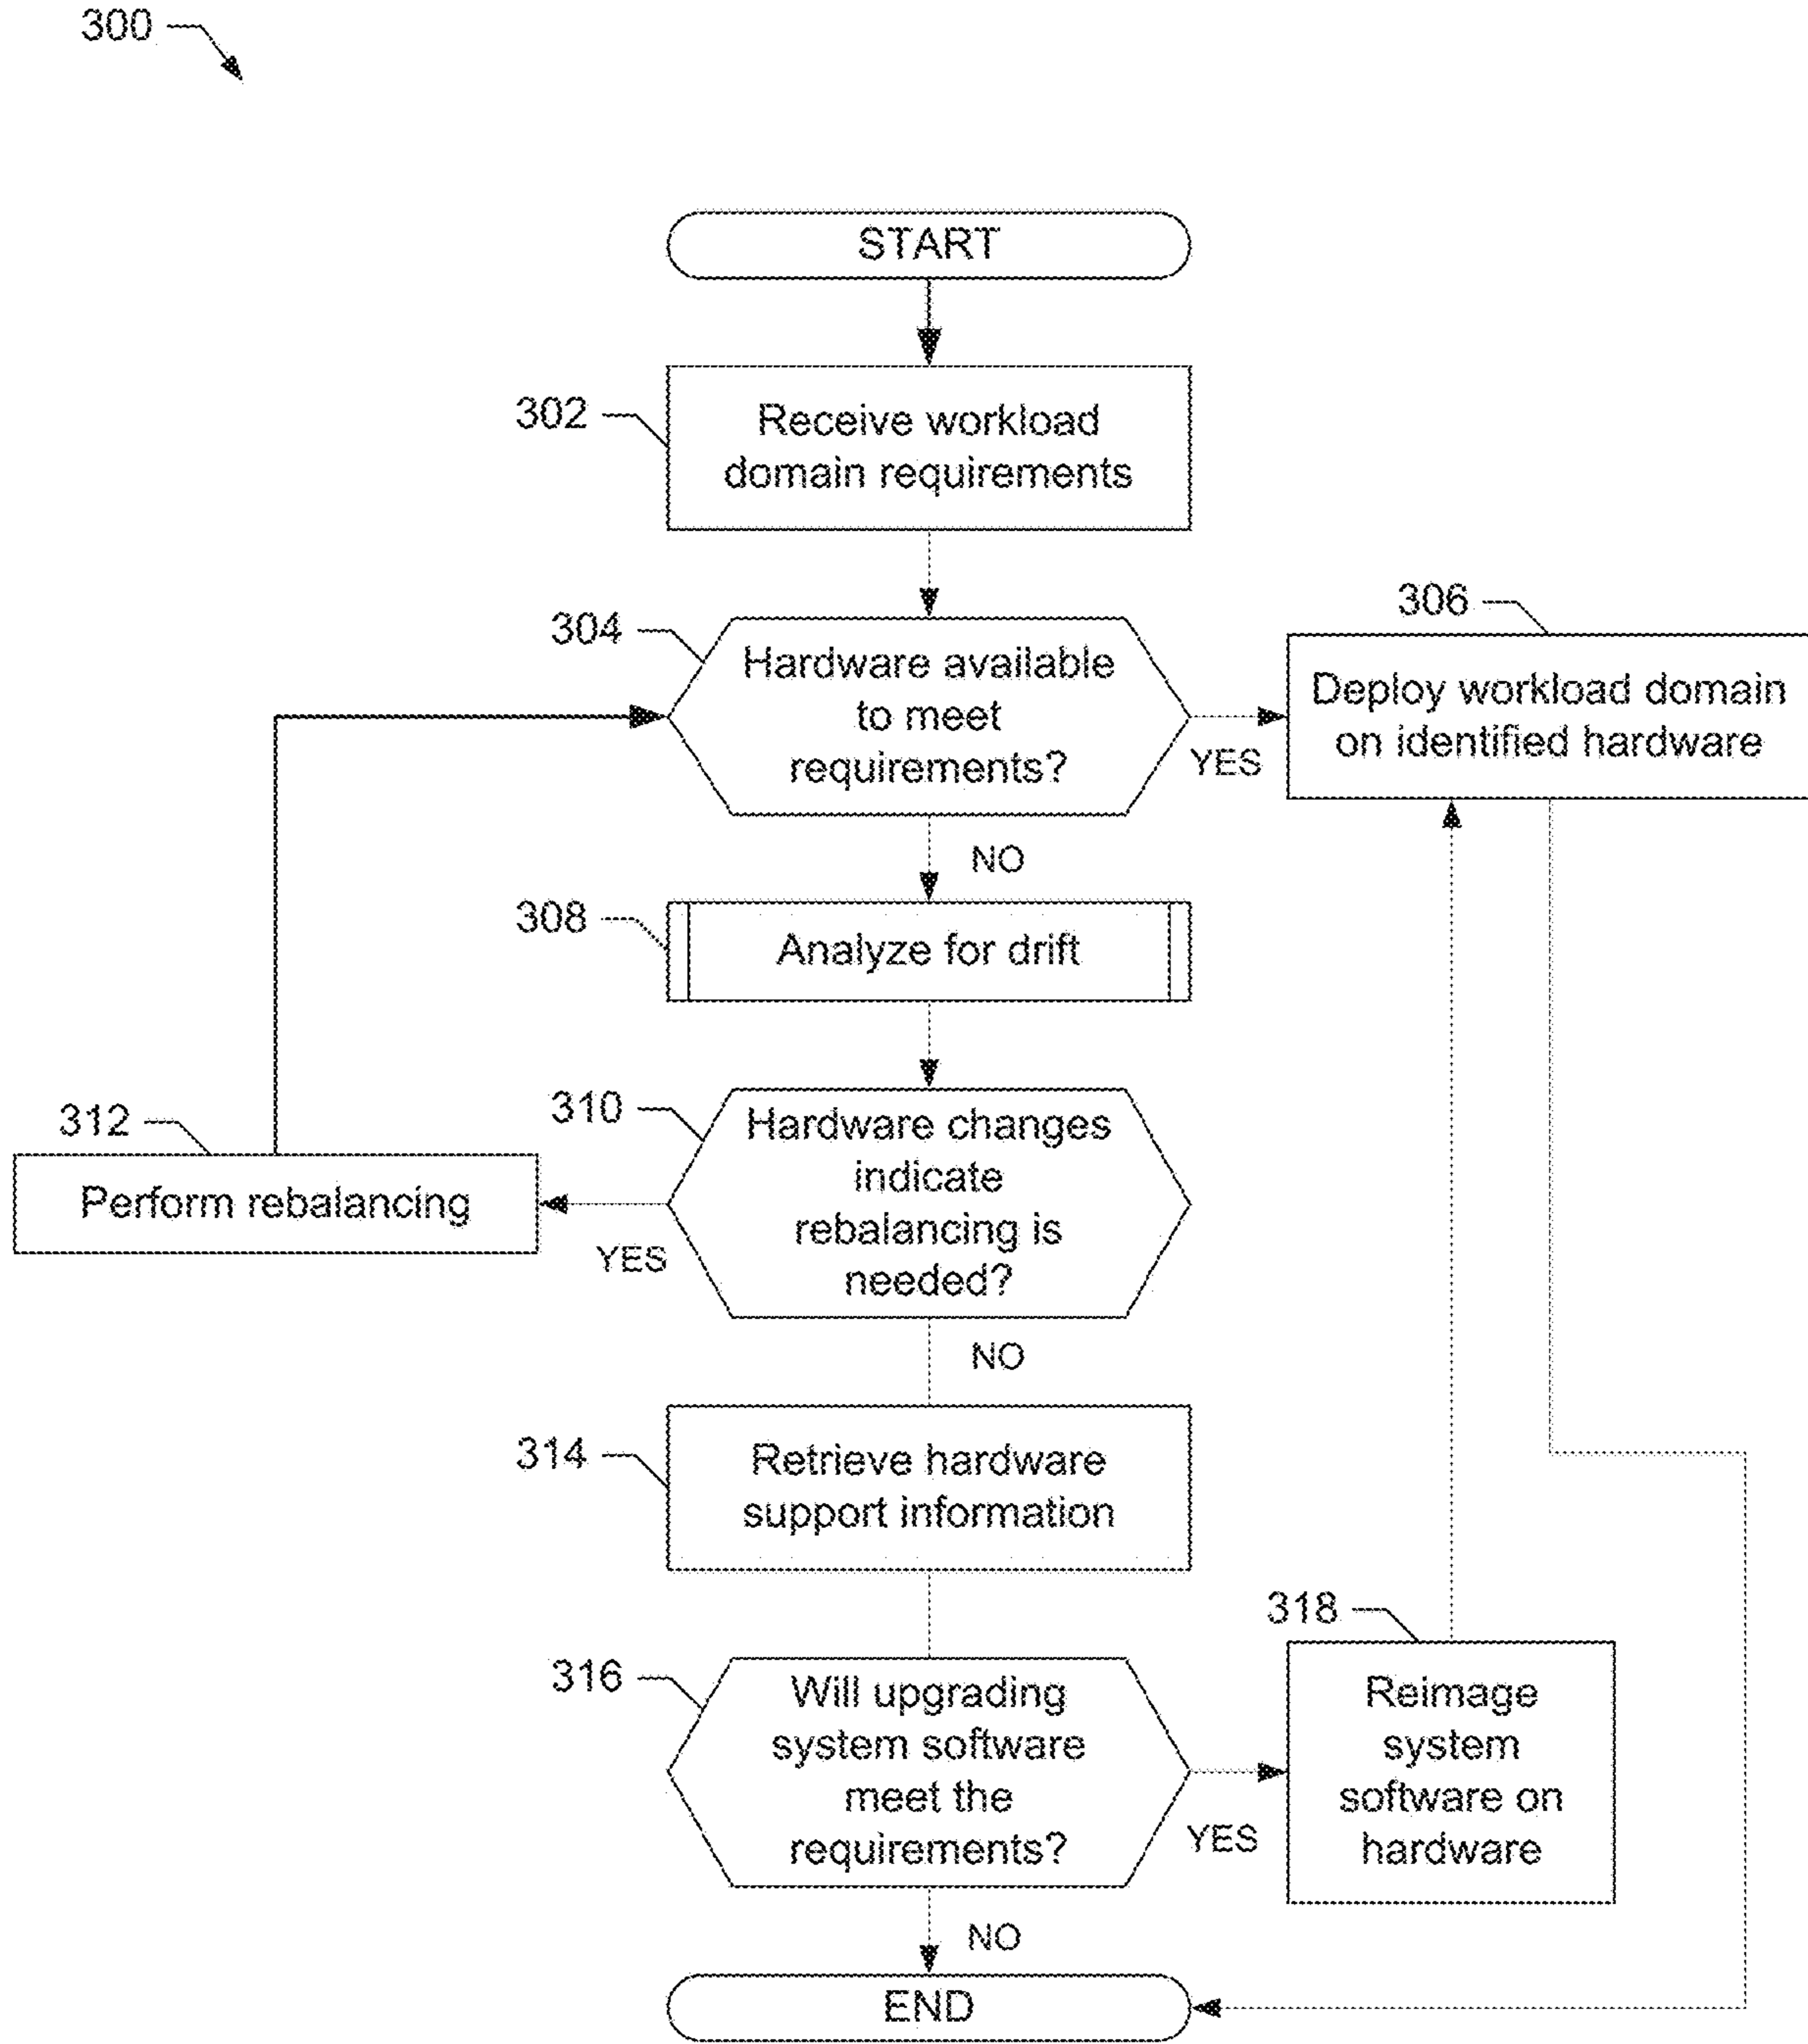 300
START
302
Receive workload
domain requirements
304
Hardware available
to meet
requirements?
YES
306
Deploy workload domain
on identified hardware
NO
308
Analyze for drift
310
Hardware changes
indicate
rebalancing is
needed?
YES
312
Perform rebalancing
NO
314
Retrieve hardware
support information
316
Will upgrading
system software
meet the
requirements?
YES
318
Reimage
system
software on
hardware
NO
END